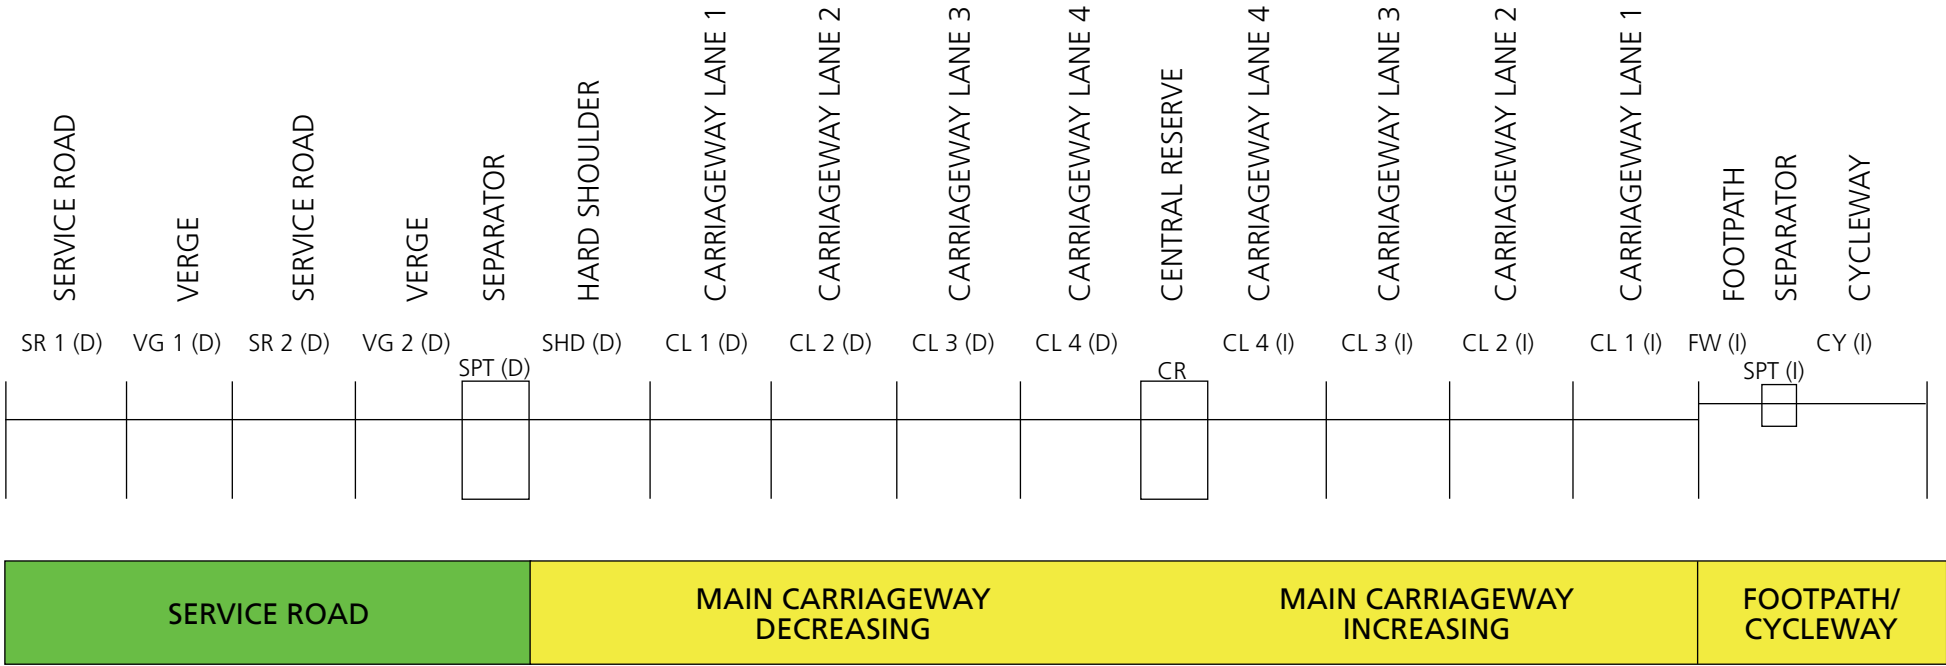 SERVICE ROAD
VERGE
SERVICE ROAD
VERGE
SEPARATOR
HARD SHOULDER
CARRIAGEWAY LANE 1
CARRIAGEWAY LANE 2
CARRIAGEWAY LANE 3
CARRIAGEWAY LANE 4
CENTRAL RESERVE
CARRIAGEWAY LANE 4
CARRIAGEWAY LANE 3
CARRIAGEWAY LANE 2
CARRIAGEWAY LANE 1
FOOTPATH
SEPARATOR
CYCLEWAY
SR 1 (D)
VG 1 (D)
SR 2 (D)
VG 2 (D)
SPT (D)
SHD (D)
CL 1 (D)
CL 2 (D)
CL 3 (D)
CL 4 (D)
CR
CL 4 (I)
CL 3 (I)
CL 2 (I)
CL 1 (I)
FW (I)
SPT (I)
CY (I)
SERVICE ROAD
MAIN CARRIAGEWAY
DECREASING
MAIN CARRIAGEWAY
INCREASING
FOOTPATH/
CYCLEWAY